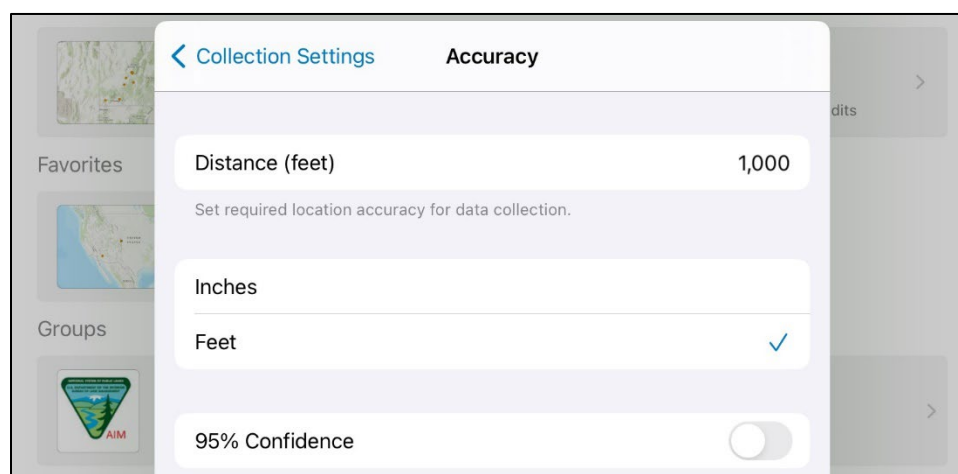 Collection Settings
Accuracy
dits
Favorites
Distance (feet)
1,000
Set required location accuracy for data collection.
Inches
Groups
Feet
AIM
95% Confidence